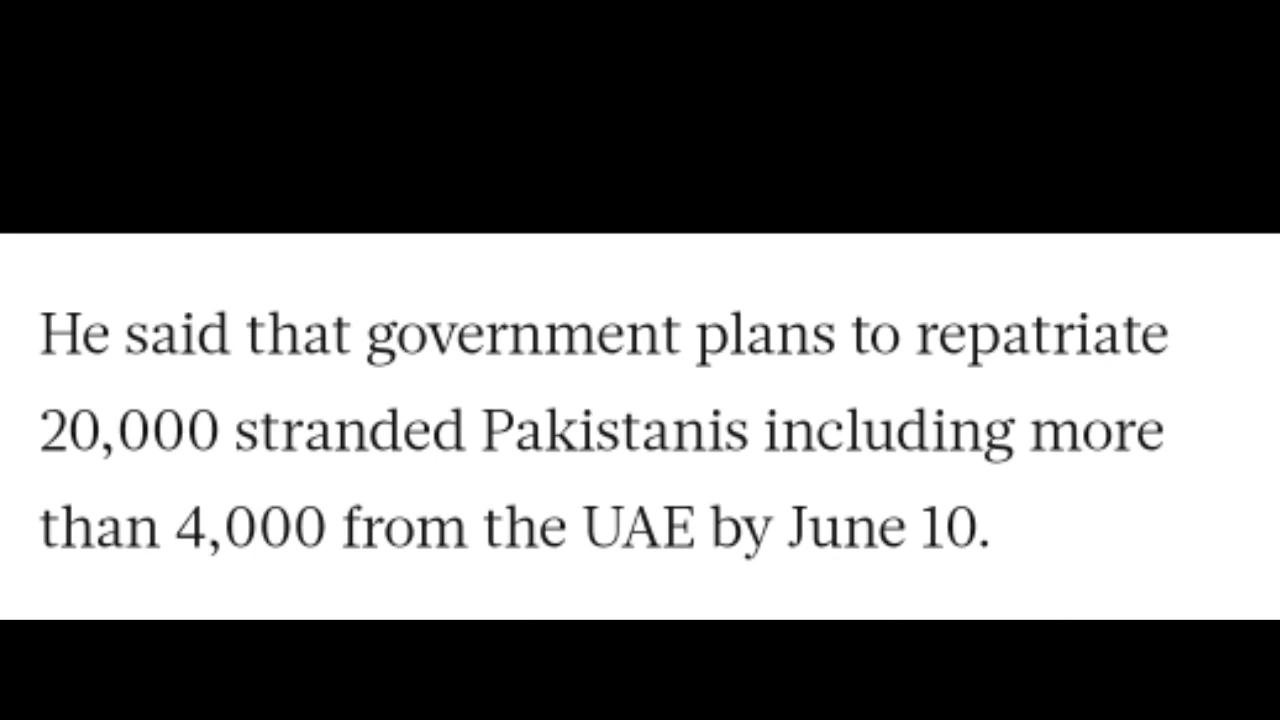 He said that government plans to repatriate
20,000 stranded Pakistanis including more
than 4,000 from the UAE by June 10.